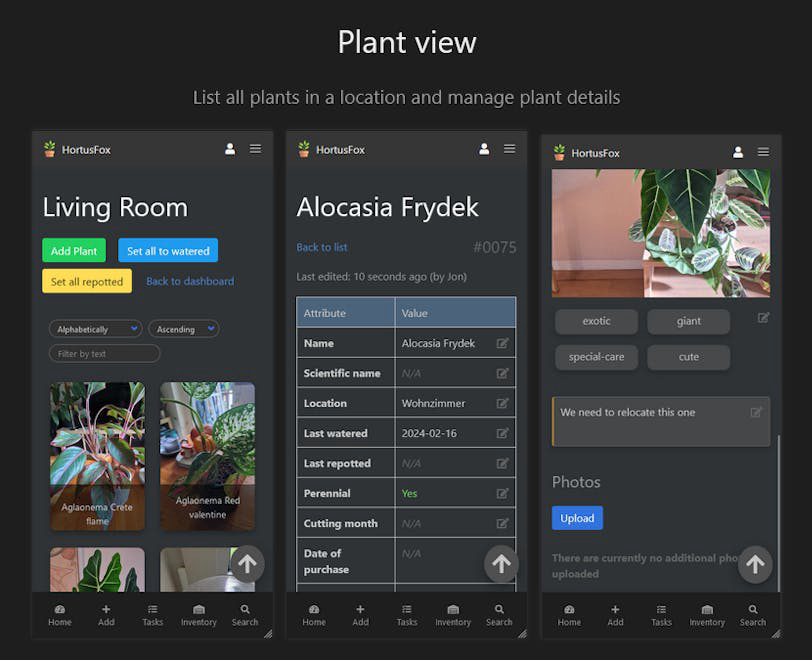 Plant view
List all plants in a location and manage plant details
HortusFox
Living Room
Add Plant
Set all to watered
Set all repotted
Back to dashboard
Alphabetically
Ascending
Filter by text
Aglaonema Crete
flame
Aglaonema Red
valentine
Home
Add
Tasks
Inventory
Search
HortusFox
Alocasia Frydek
Back to list
#0075
Last edited: 10 seconds ago (by Jon)
Attribute
Value
Name
Alocasia Frydek
Scientific name
N/A
Location
Wohnzimmer
Last watered
2024-02-16
Last repotted
N/A
Perennial
Yes
Cutting month
N/A
Date of
purchase
N/A
Home
Add
Tasks
Inventory
Search
HortusFox
exotic
giant
special-care
cute
We need to relocate this one
Photos
Upload
There are currently no additional
uploaded
Home
Add
Tasks
Inventory
Search